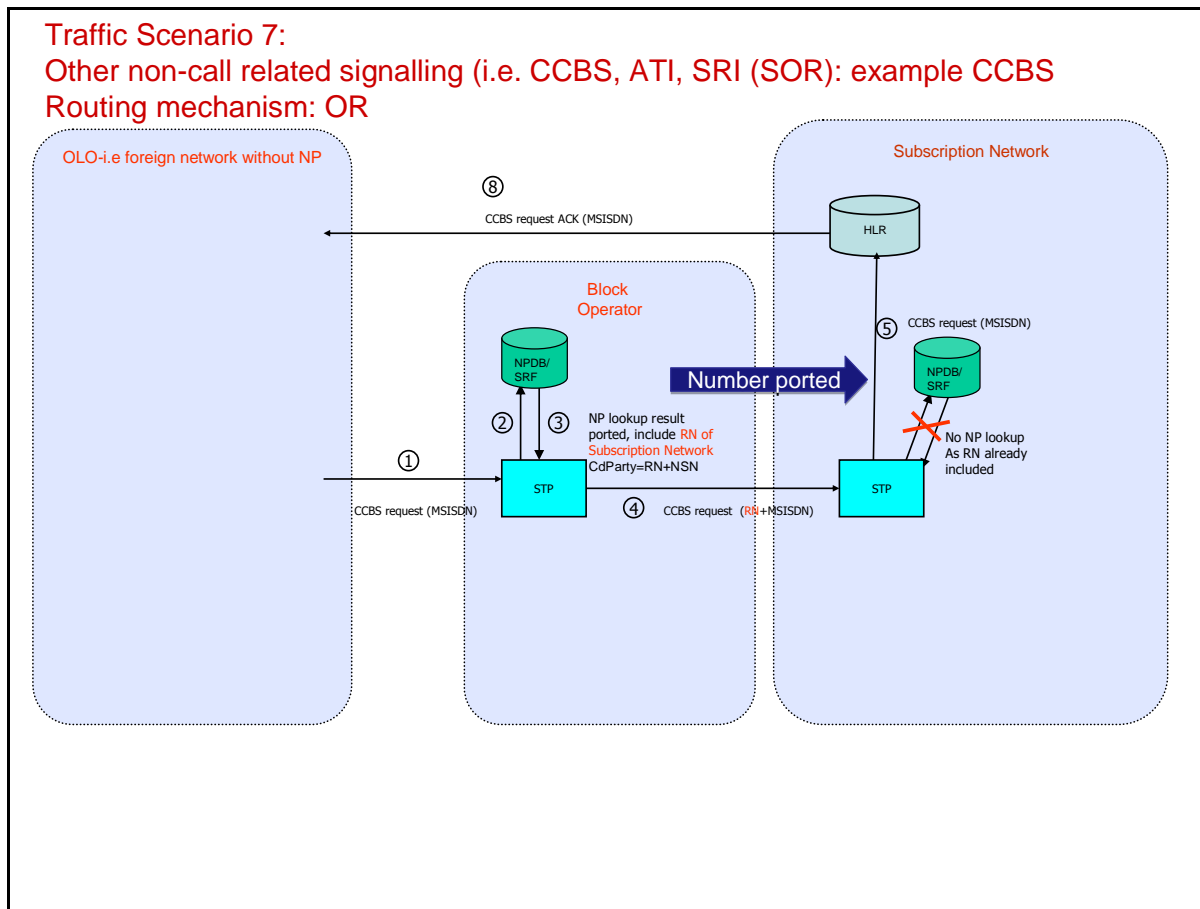 Traffic Scenario 7:
Other non-call related signalling (i.e. CCBS, ATI, SRI (SOR): example CCBS
Routing mechanism: OR
OLO-i.e foreign network without NP
Subscription Network
⑧
CCBS request ACK (MSISDN)
HLR
Block
Operator
⑤
CCBS request (MSISDN)
NPDB/
SRF
NPDB/
SRF
Number ported
②
③
NP lookup result
ported, include RN of
Subscription Network
CdParty=RN+NSN
No NP lookup
As RN already
included
①
STP
STP
CCBS request (MSISDN)
④
CCBS request (RN+MSISDN)